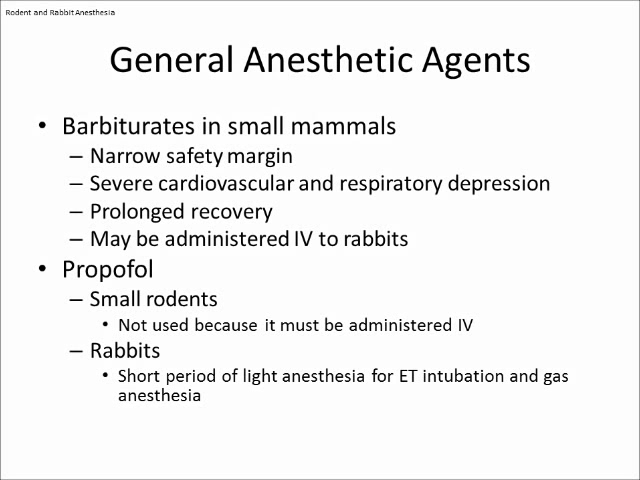 Rodent and Rabbit Anesthesia
General Anesthetic Agents
• Barbiturates in small mammals
– Narrow safety margin
– Severe cardiovascular and respiratory depression
– Prolonged recovery
– May be administered IV to rabbits
• Propofol
– Small rodents
• Not used because it must be administered IV
– Rabbits
• Short period of light anesthesia for ET intubation and gas
anesthesia